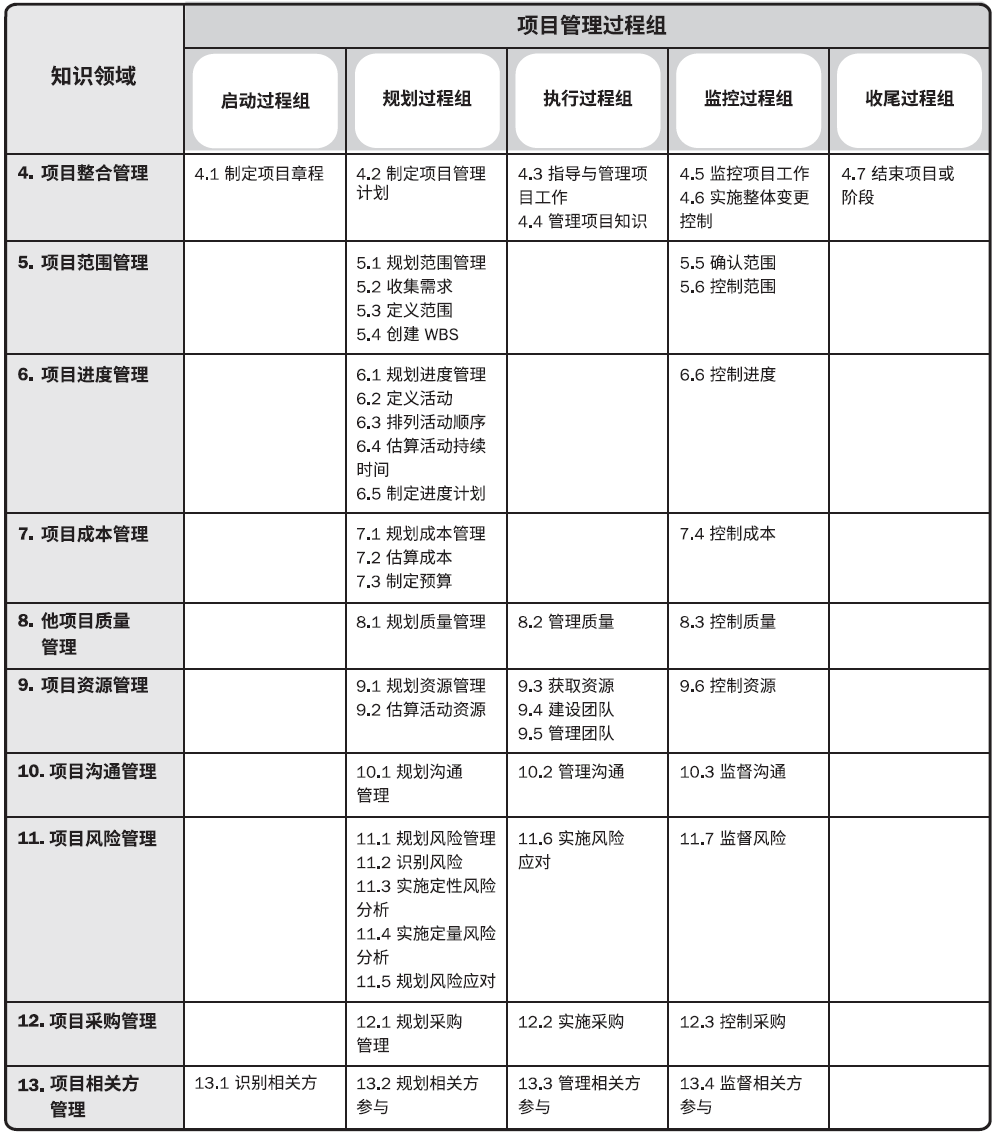 项目管理过程组
知识领域
启动过程组
规划过程组
执行过程组
监控过程组
收尾过程组
4. 项目整合管理
4.1 制定项目章程
4.2 制定项目管理
计划
4.3 指导与管理项
目工作
4.4 管理项目知识
4.5 监控项目工作
4.6 实施整体变更
控制
4.7 结束项目或
阶段
5. 项目范围管理
5.1 规划范围管理
5.2 收集需求
5.3 定义范围
5.4 创建 WBS
5.5 确认范围
5.6 控制范围
6. 项目进度管理
6.1 规划进度管理
6.2 定义活动
6.3 排列活动顺序
6.4 估算活动持续
时间
6.5 制定进度计划
6.6 控制进度
7. 项目成本管理
7.1 规划成本管理
7.2 估算成本
7.3 制定预算
7.4 控制成本
8. 他项目质量
管理
8.1 规划质量管理
8.2 管理质量
8.3 控制质量
9. 项目资源管理
9.1 规划资源管理
9.2 估算活动资源
9.3 获取资源
9.4 建设团队
9.5 管理团队
9.6 控制资源
10. 项目沟通管理
10.1 规划沟通
管理
10.2 管理沟通
10.3 监督沟通
11. 项目风险管理
11.1 规划风险管理
11.2 识别风险
11.3 实施定性风险
分析
11.4 实施定量风险
分析
11.5 规划风险应对
11.6 实施风险
应对
11.7 监督风险
12. 项目采购管理
12.1 规划采购
管理
12.2 实施采购
12.3 控制采购
13. 项目相关方
管理
13.1 识别相关方
13.2 规划相关方
参与
13.3 管理相关方
参与
13.4 监督相关方
参与